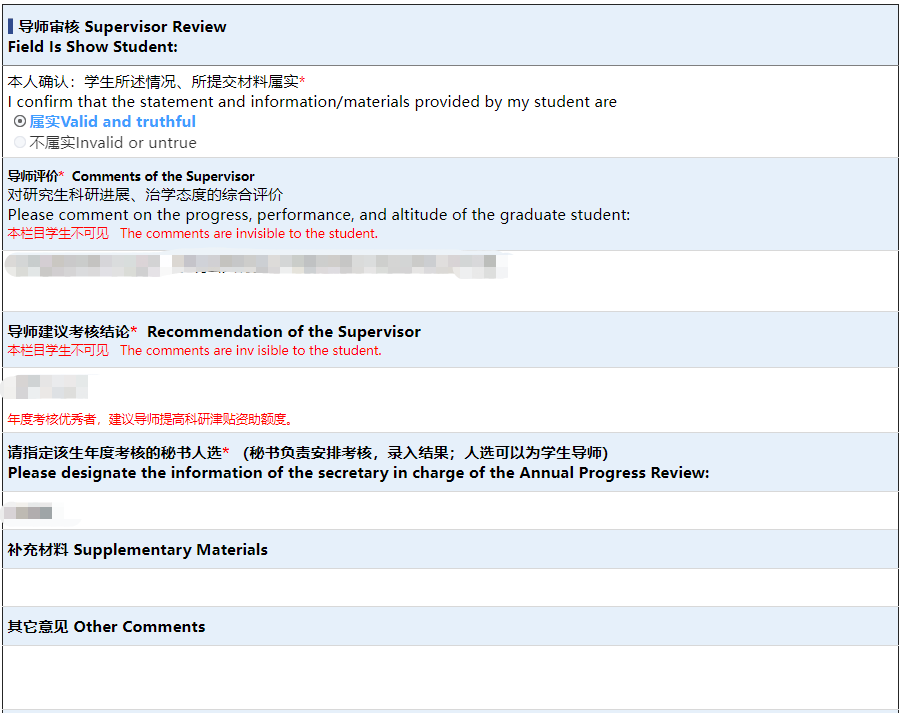 导师审核 Supervisor Review
Field Is Show Student:
本人确认：学生所述情况、所提交材料属实*
I confirm that the statement and information/materials provided by my student are
属实Valid and truthful
不属实Invalid or untrue
导师评价* Comments of the Supervisor
对研究生科研进展、治学态度的综合评价
Please comment on the progress, performance, and altitude of the graduate student:
本栏目学生不可见 The comments are invisible to the student.
导师建议考核结论* Recommendation of the Supervisor
本栏目学生不可见 The comments are inv isible to the student.
年度考核优秀者，建议导师提高科研津贴资助额度。
请指定该生年度考核的秘书人选* （秘书负责安排考核，录入结果；人选可以为学生导师)
Please designate the information of the secretary in charge of the Annual Progress Review:
补充材料 Supplementary Materials
其它意见 Other Comments